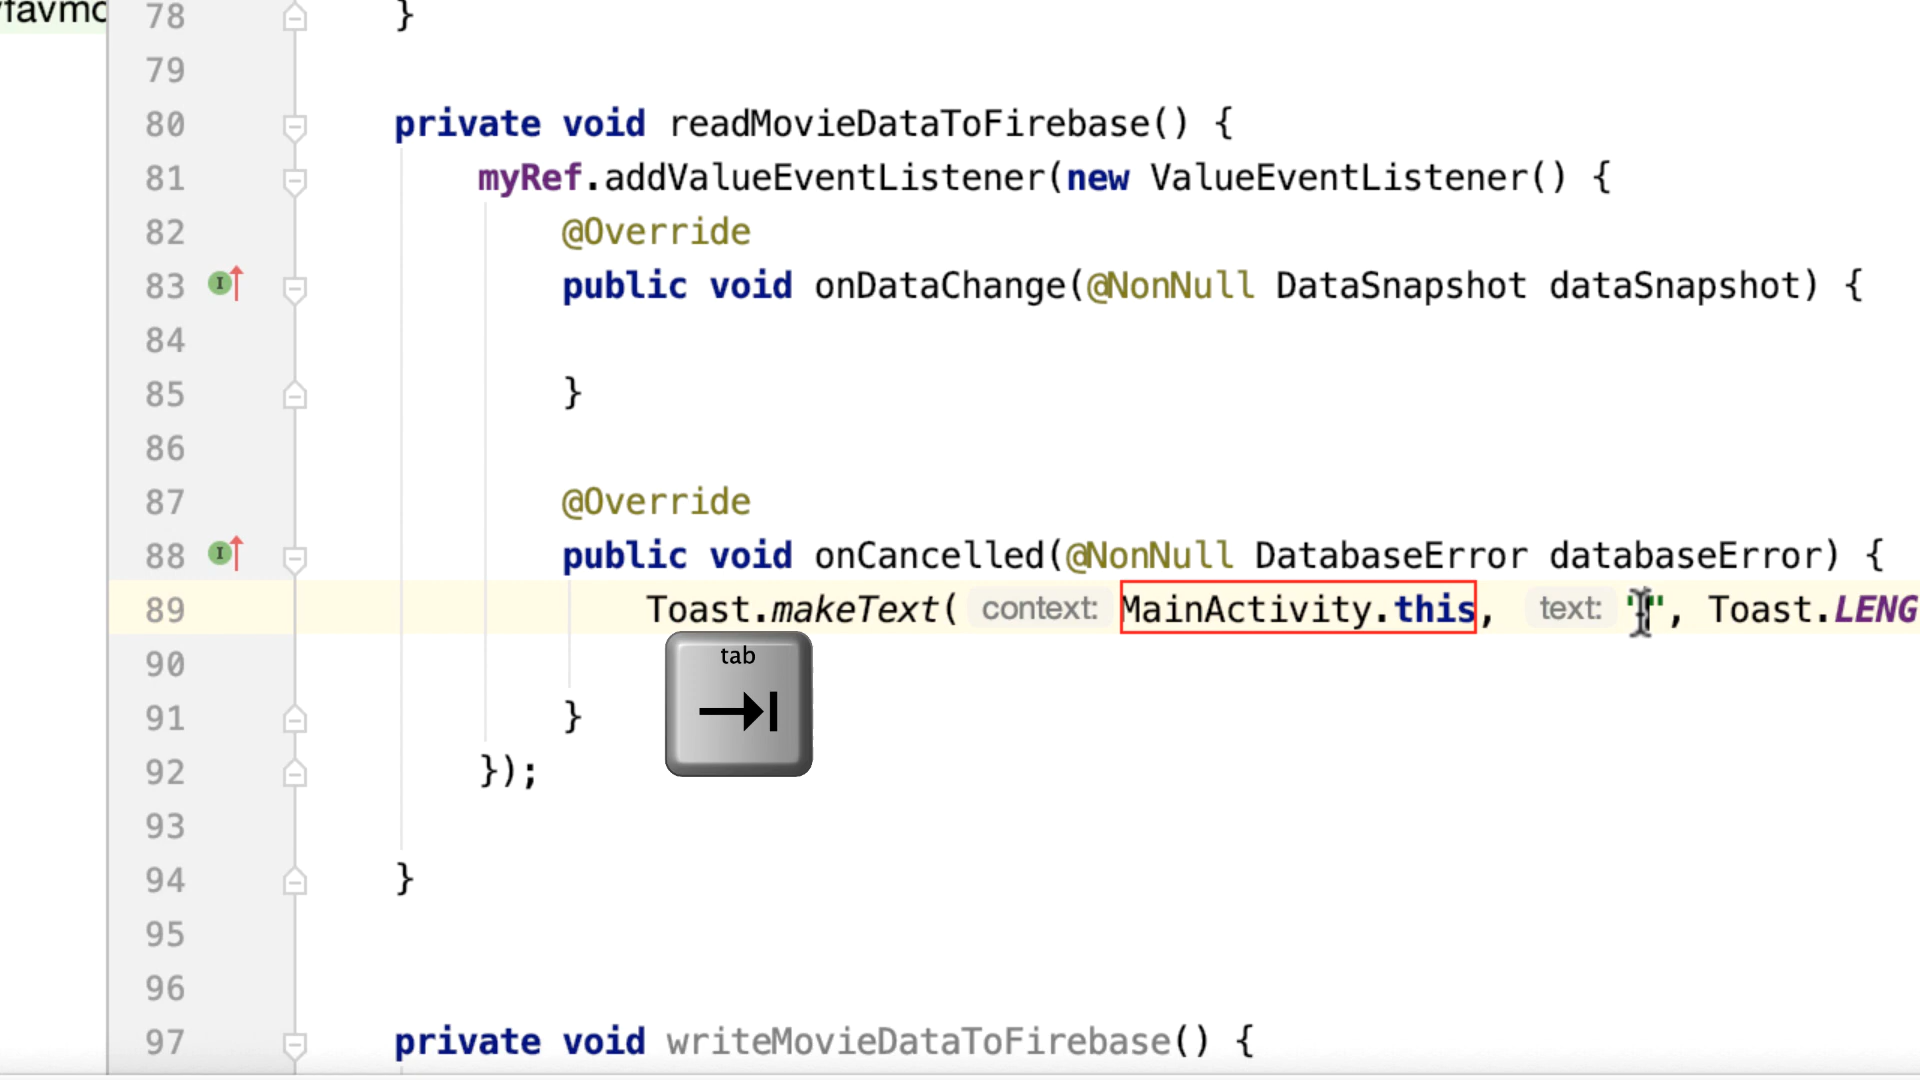 78 }
79
80 private void readMovieDataToFirebase() {
81 myRef.addValueEventListener(new ValueEventListener() {
82 @Override
83 public void onDataChange(@NonNull DataSnapshot dataSnapshot) {
84
85 }
86
87 @Override
88 public void onCancelled(@NonNull DatabaseError databaseError) {
89 Toast.makeText( context: MainActivity.this, text: "", Toast.LENG
tab
90
91 }
92 });
93
94 }
95
96
97 private void writeMovieDataToFirebase() {